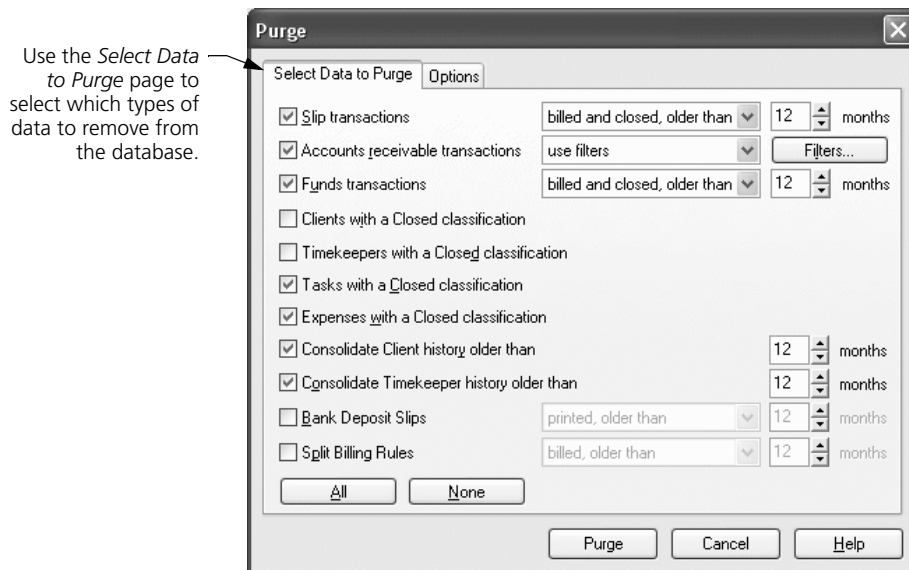 Use the Select Data
to Purge page to
select which types of
data to remove from
the database.
Purge
Select Data to Purge Options
Slip transactions billed and closed, older than 12 months
Accounts receivable transactions use filters Filters...
Funds transactions billed and closed, older than 12 months
Clients with a Closed classification
Timekeepers with a Closed classification
Tasks with a Closed classification
Expenses with a Closed classification
Consolidate Client history older than 12 months
Consolidate Timekeeper history older than 12 months
Bank Deposit Slips printed, older than 12 months
Split Billing Rules billed, older than 12 months
All None
Purge Cancel Help